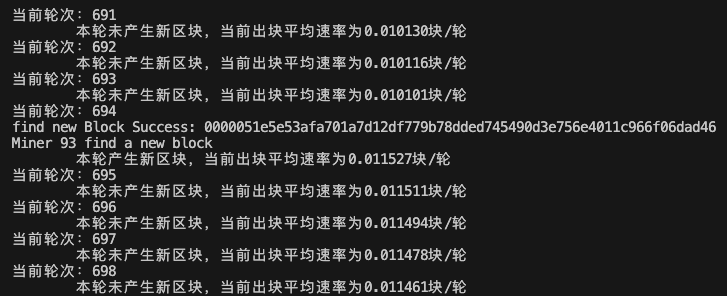 当前轮次: 691
本轮未产生新区块, 当前出块平均速率为0.010130块/轮
当前轮次: 692
本轮未产生新区块, 当前出块平均速率为0.010116块/轮
当前轮次: 693
本轮未产生新区块, 当前出块平均速率为0.010101块/轮
当前轮次: 694
find new Block Success: 0000051e5e53afa701a7d12df779b78dded745490d3e756e4011c966f06dad46
Miner 93 find a new block
本轮产生新区块, 当前出块平均速率为0.011527块/轮
当前轮次: 695
本轮未产生新区块, 当前出块平均速率为0.011511块/轮
当前轮次: 696
本轮未产生新区块, 当前出块平均速率为0.011494块/轮
当前轮次: 697
本轮未产生新区块, 当前出块平均速率为0.011478块/轮
当前轮次: 698
本轮未产生新区块, 当前出块平均速率为0.011461块/轮